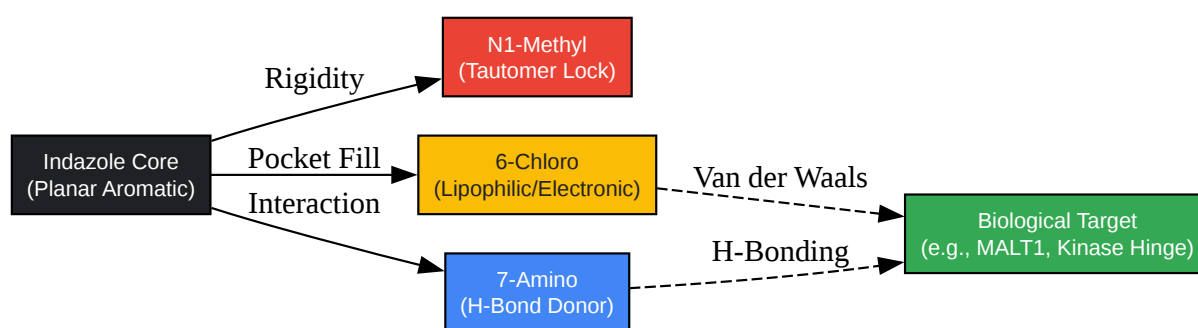 N1-Methyl
(Tautomer Lock)
Rigidity
Indazole Core
(Planar Aromatic)
Pocket Fill
6-Chloro
(Lipophilic/Electronic)
Van der Waals
Interaction
Biological Target
(e.g., MALT1, Kinase Hinge)
H-Bonding
7-Amino
(H-Bond Donor)